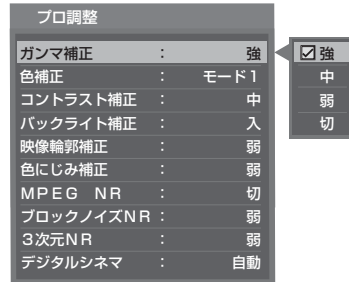 プロ調整
ガンマ補正 : 強
色補正 : モード1
コントラスト補正 : 中
バックライト補正 : 入
映像輪郭補正 : 弱
色にじみ補正 : 弱
MPEG NR : 切
ブロックノイズNR : 弱
3次元NR : 弱
デジタルシネマ : 自動
強
中
弱
切